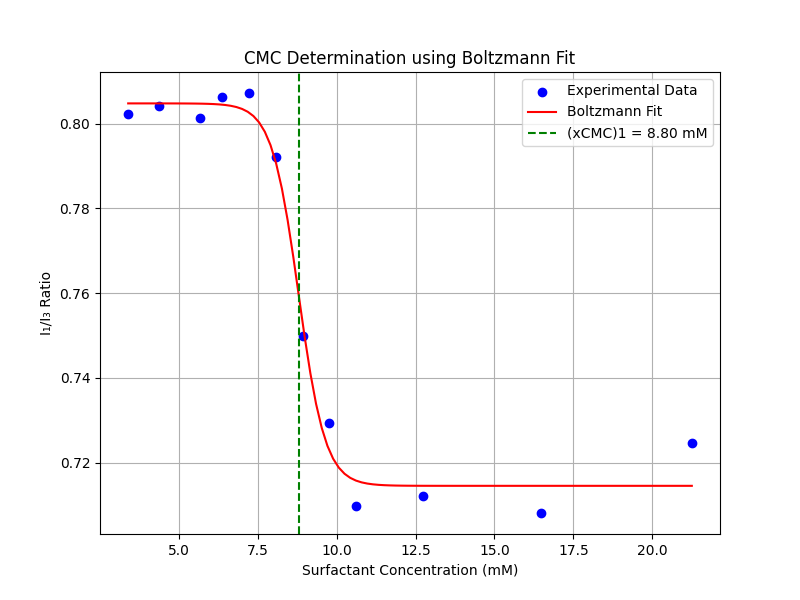 CMC Determination using Boltzmann Fit
Experimental Data
Boltzmann Fit
(xCMC)1 = 8.80 mM
0.80
0.78
0.76
0.74
0.72
I₁/I₃ Ratio
5.0 7.5 10.0 12.5 15.0 17.5 20.0
Surfactant Concentration (mM)